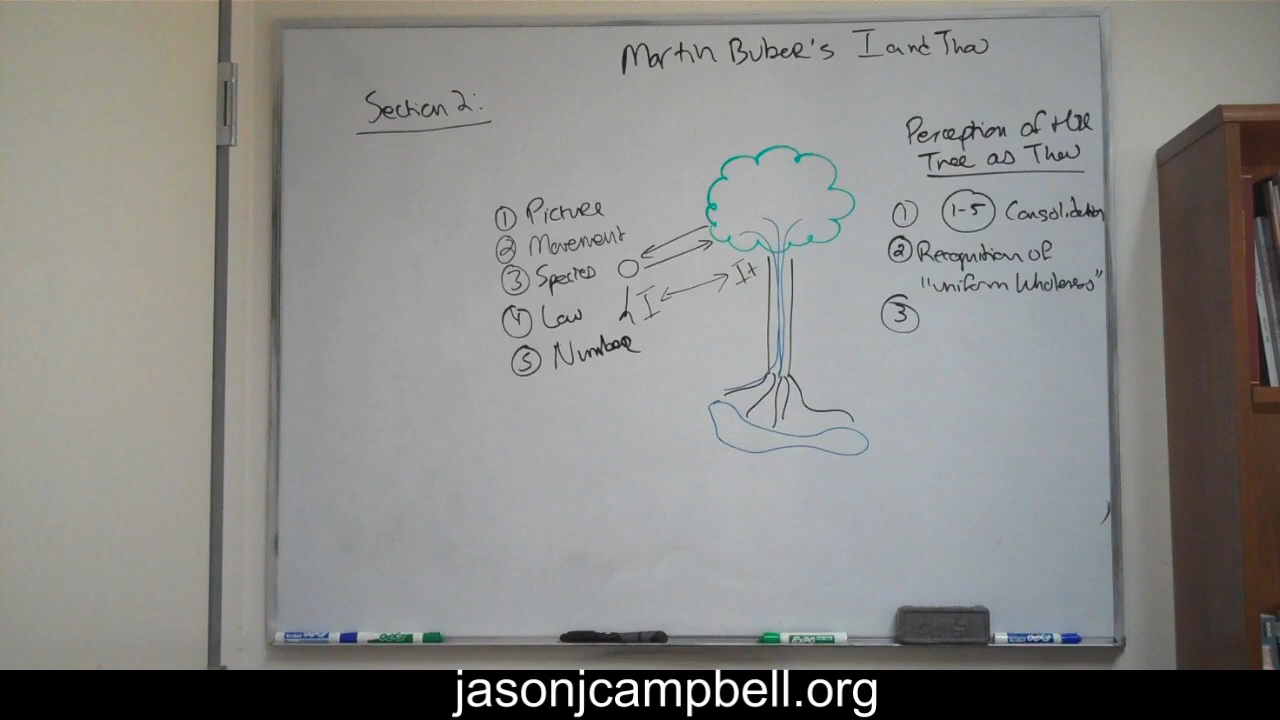 Martin Buber's I and Thou
Section 2:
① Picture
② Movement
③ Species
④ Law
⑤ Number
I
It
Perception of the
Tree as Thou
① 1-5 Consolidation
② Recognition of
"uniform Wholeness"
③
EXPO
jasonjcampbell.org